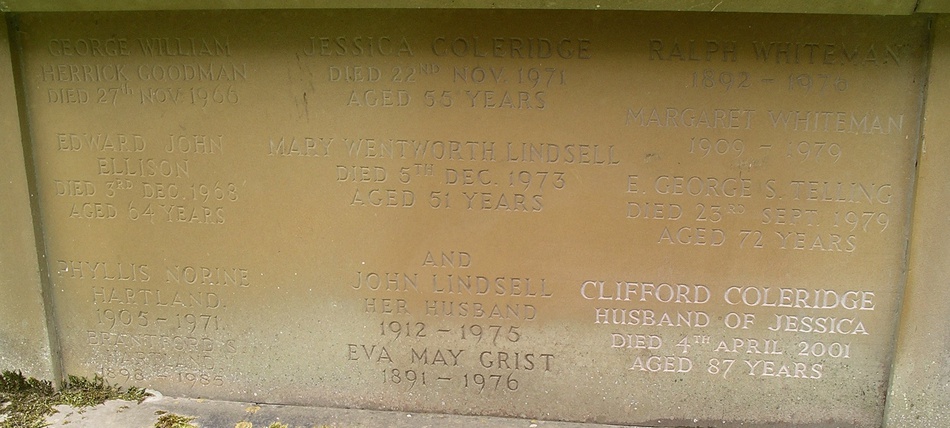 GEORGE WILLIAM
HERRICK GOODMAN
DIED 27TH NOV. 1966
EDWARD JOHN
ELLISON
DIED 3RD DEC. 1968
AGED 64 YEARS
PHYLLIS NORINE
HARTLAND.
1905 - 1971.
HARTLAND
1898 - 1985
JESSICA COLERIDGE
DIED 22ND NOV. 1971
AGED 55 YEARS
MARY WENTWORTH LINDSELL
DIED 5TH DEC. 1973
AGED 51 YEARS
AND
JOHN LINDSELL
HER HUSBAND
1912 - 1975
EVA MAY GRIST
1891 - 1976
RALPH WHITEMAN
1892 - 1976
MARGARET WHITEMAN
1909 - 1979
E. GEORGE S. TELLING
DIED 23RD SEPT. 1979
AGED 72 YEARS
CLIFFORD COLERIDGE
HUSBAND OF JESSICA
DIED 4TH APRIL 2001
AGED 87 YEARS